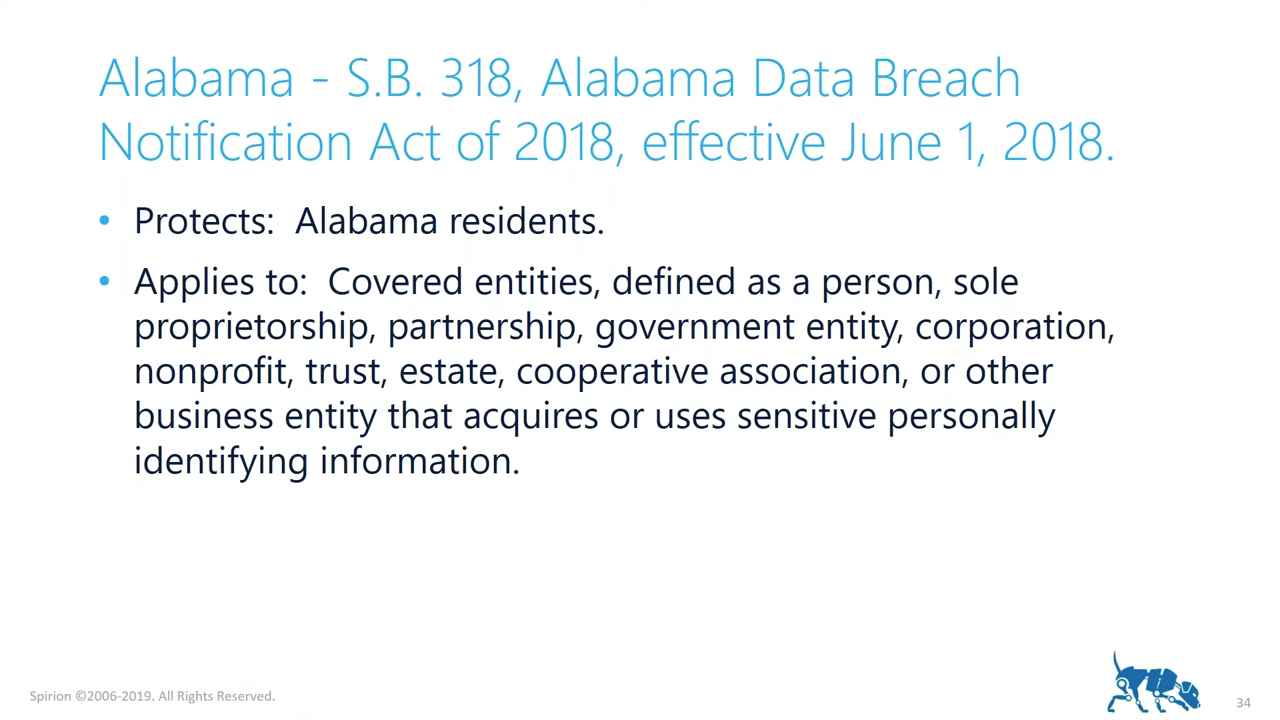 Alabama - S.B. 318, Alabama Data Breach
Notification Act of 2018, effective June 1, 2018.
• Protects:  Alabama residents.
• Applies to:  Covered entities, defined as a person, sole
proprietorship, partnership, government entity, corporation,
nonprofit, trust, estate, cooperative association, or other
business entity that acquires or uses sensitive personally
identifying information.
Spirion ©2006-2019. All Rights Reserved.
34